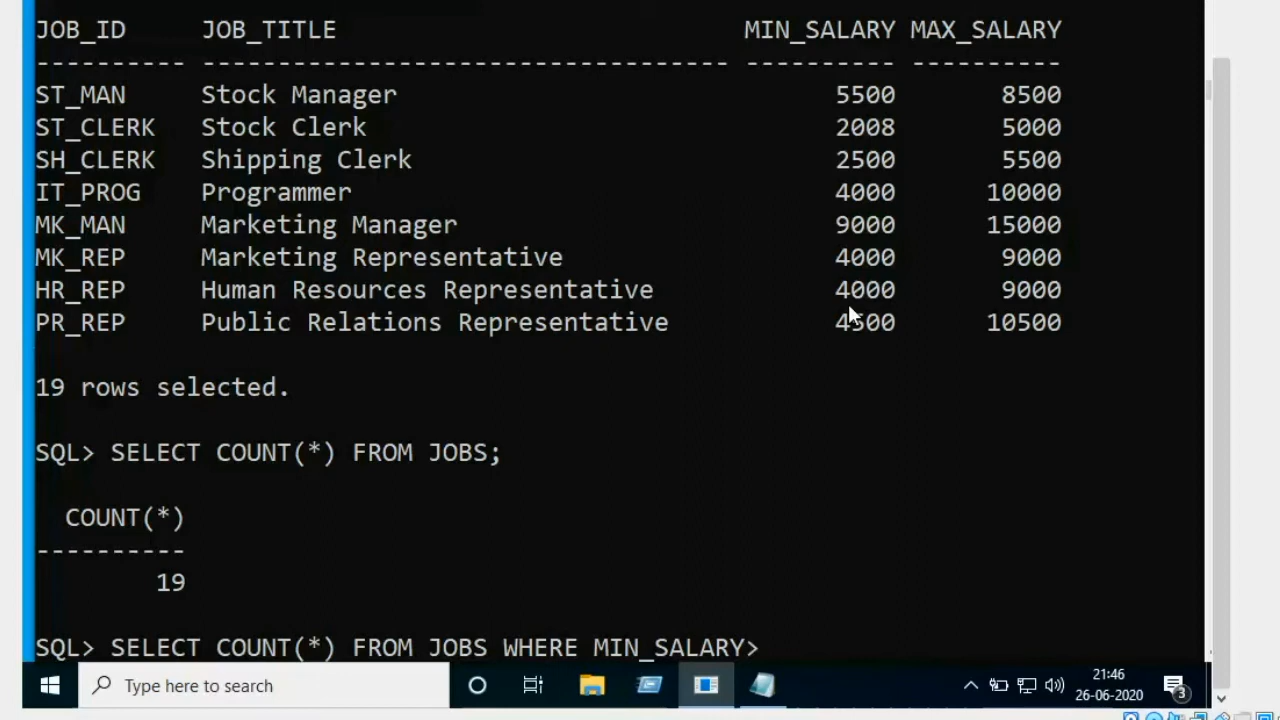 JOB_ID JOB_TITLE MIN_SALARY MAX_SALARY
---------- ----------------------------------- ---------- ----------
ST_MAN Stock Manager 5500 8500
ST_CLERK Stock Clerk 2008 5000
SH_CLERK Shipping Clerk 2500 5500
IT_PROG Programmer 4000 10000
MK_MAN Marketing Manager 9000 15000
MK_REP Marketing Representative 4000 9000
HR_REP Human Resources Representative 4000 9000
PR_REP Public Relations Representative 4500 10500
19 rows selected.
SQL> SELECT COUNT(*) FROM JOBS;
COUNT(*)
----------
19
SQL> SELECT COUNT(*) FROM JOBS WHERE MIN_SALARY>
Type here to search
21:46
26-06-2020
3